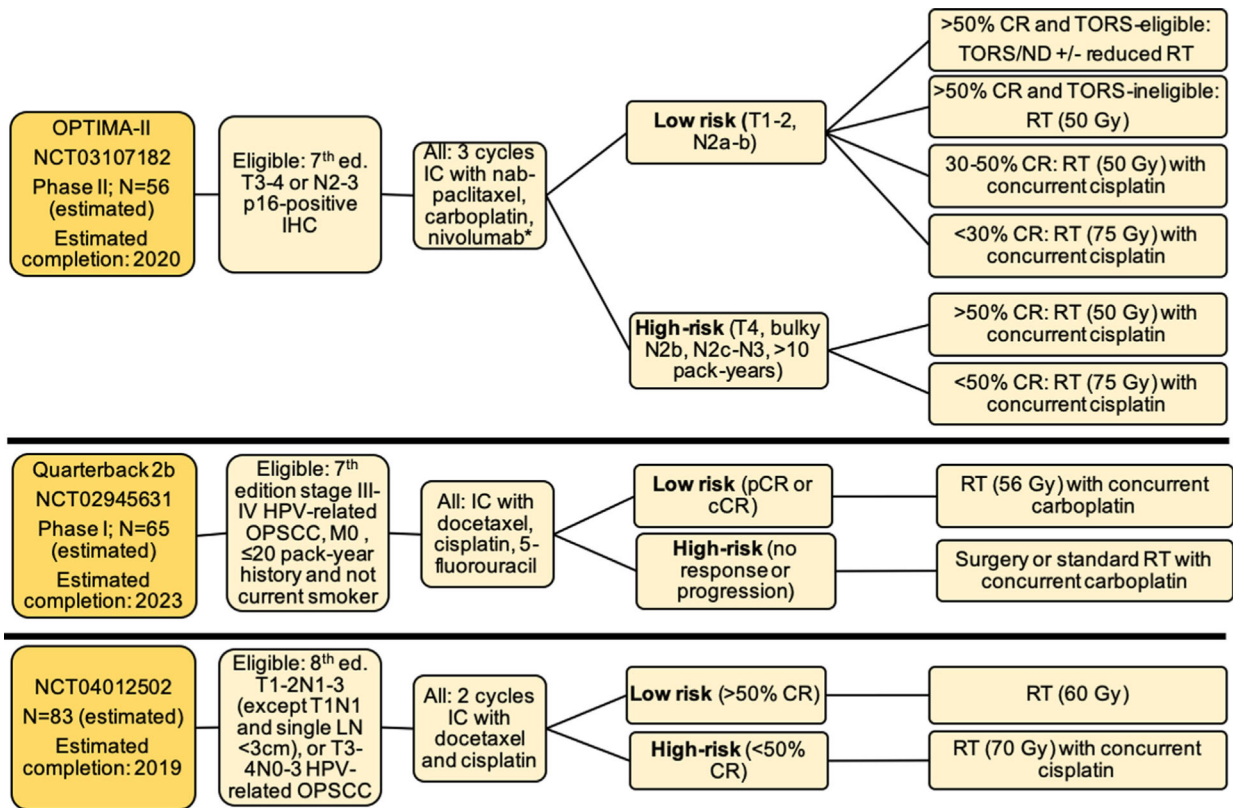 OPTIMA-II
NCT03107182
Phase II; N=56
(estimated)
Estimated
completion: 2020
Eligible: 7th ed.
T3-4 or N2-3
p16-positive
IHC
All: 3 cycles
IC with nab-
paclitaxel,
carboplatin,
nivolumab*
Low risk (T1-2,
N2a-b)
>50% CR and TORS-eligible:
TORS/ND +/- reduced RT
>50% CR and TORS-ineligible:
RT (50 Gy)
30-50% CR: RT (50 Gy) with
concurrent cisplatin
<30% CR: RT (75 Gy) with
concurrent cisplatin
High-risk (T4, bulky
N2b, N2c-N3, >10
pack-years)
>50% CR: RT (50 Gy) with
concurrent cisplatin
<50% CR: RT (75 Gy) with
concurrent cisplatin
Quarterback 2b
NCT02945631
Phase I; N=65
(estimated)
Estimated
completion: 2023
Eligible: 7th
edition stage III-
IV HPV-related
OPSCC, M0 ,
≤20 pack-year
history and not
current smoker
All: IC with
docetaxel,
cisplatin, 5-
fluorouracil
Low risk (pCR or
cCR)
RT (56 Gy) with concurrent
carboplatin
High-risk (no
response or
progression)
Surgery or standard RT with
concurrent carboplatin
NCT04012502
N=83 (estimated)
Estimated
completion: 2019
Eligible: 8th ed.
T1-2N1-3
(except T1N1
and single LN
<3cm), or T3-
4N0-3 HPV-
related OPSCC
All: 2 cycles
IC with
docetaxel
and cisplatin
Low risk (>50% CR)
RT (60 Gy)
High-risk (<50%
CR)
RT (70 Gy) with concurrent
cisplatin